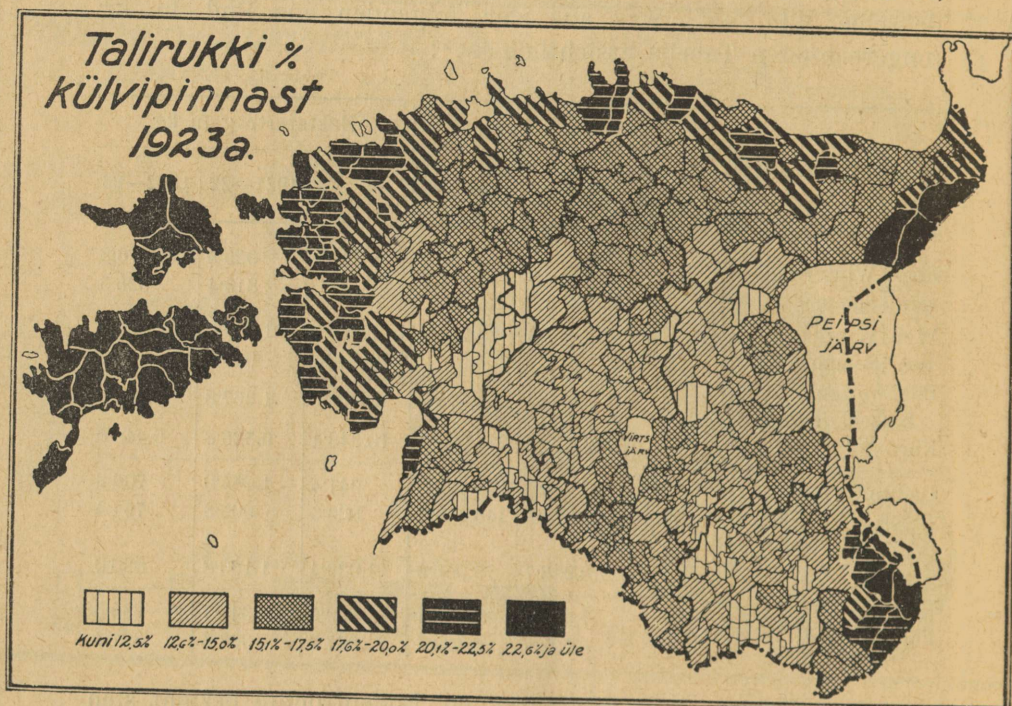 Talirukki %
külvipinnast
1923a.
PEIPSI
JÄRV
VIRTS
JÄRV
Kuni 12,5% 12,6%-15,0% 15,1%-17,5% 17,6%-20,0% 20,1%-22,5% 22,6% ja üle